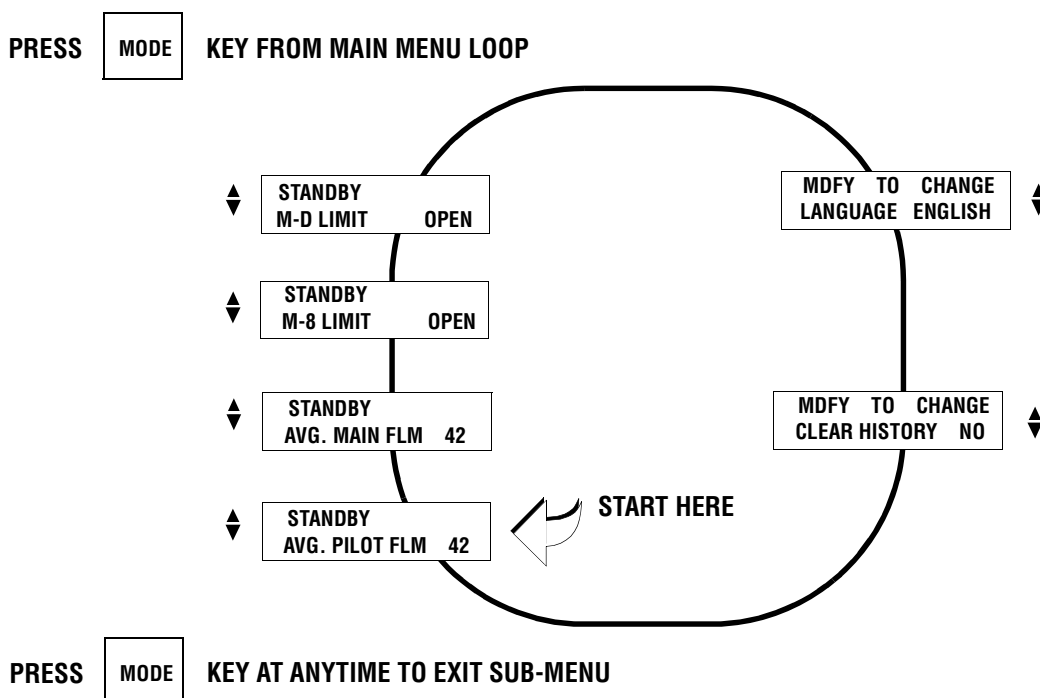 PRESS MODE KEY FROM MAIN MENU LOOP
STANDBY
M-D LIMIT OPEN
MDFY TO CHANGE
LANGUAGE ENGLISH
STANDBY
M-8 LIMIT OPEN
STANDBY
AVG. MAIN FLM 42
MDFY TO CHANGE
CLEAR HISTORY NO
STANDBY
AVG. PILOT FLM 42
START HERE
PRESS MODE KEY AT ANYTIME TO EXIT SUB-MENU